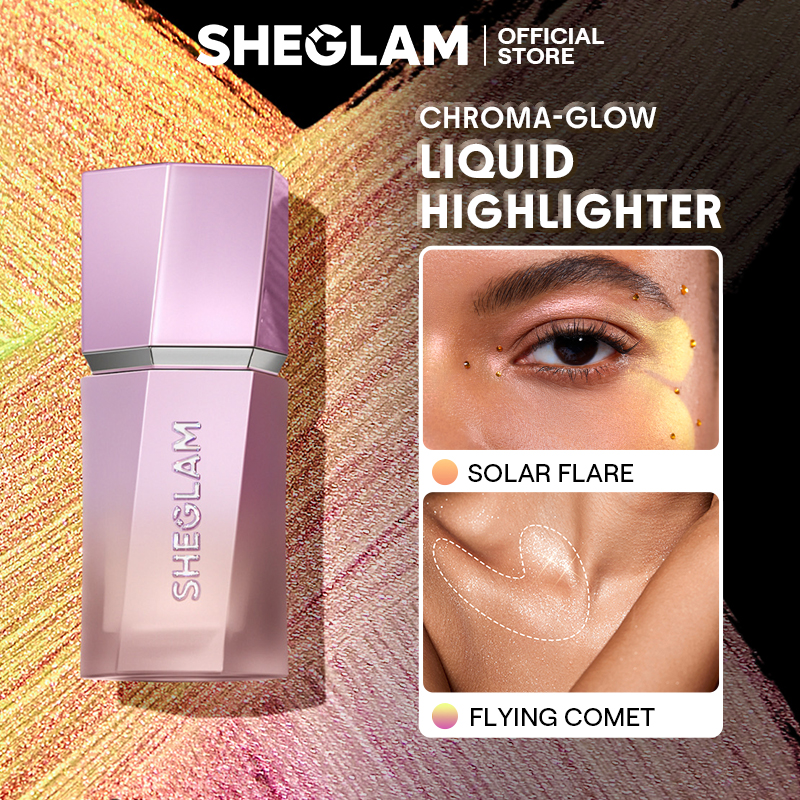 SHEGLAM
OFFICIAL
STORE
CHROMA-GLOW
LIQUID
HIGHLIGHTER
SHEGLAM
SOLAR FLARE
FLYING COMET